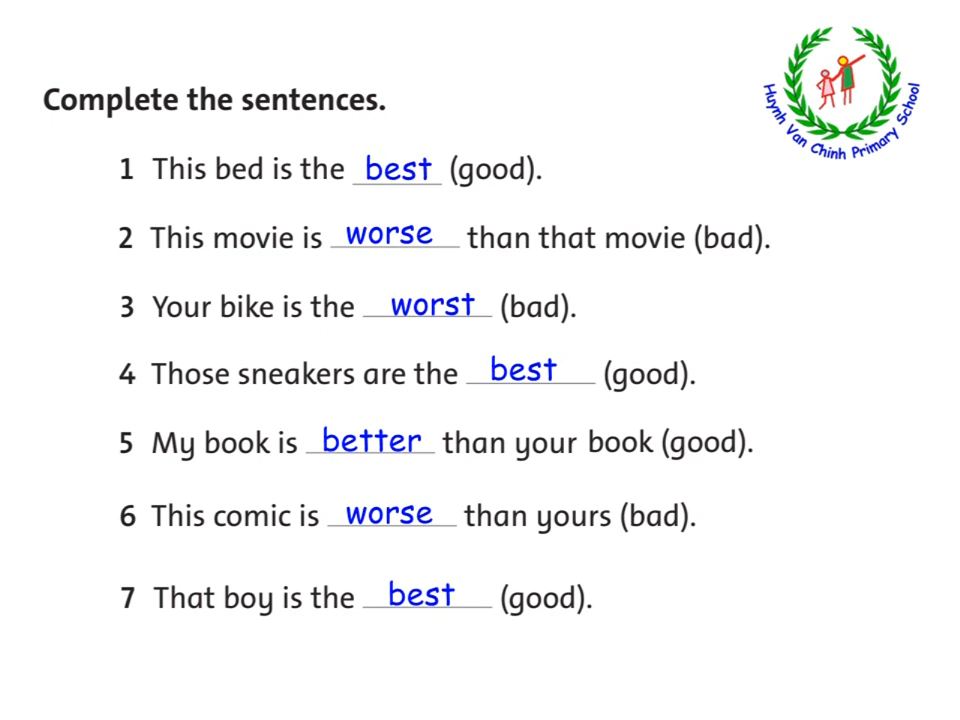 Huynh Van Chinh Primary School
Complete the sentences.
1 This bed is the best (good).
2 This movie is worse than that movie (bad).
3 Your bike is the worst (bad).
4 Those sneakers are the best (good).
5 My book is better than your book (good).
6 This comic is worse than yours (bad).
7 That boy is the best (good).